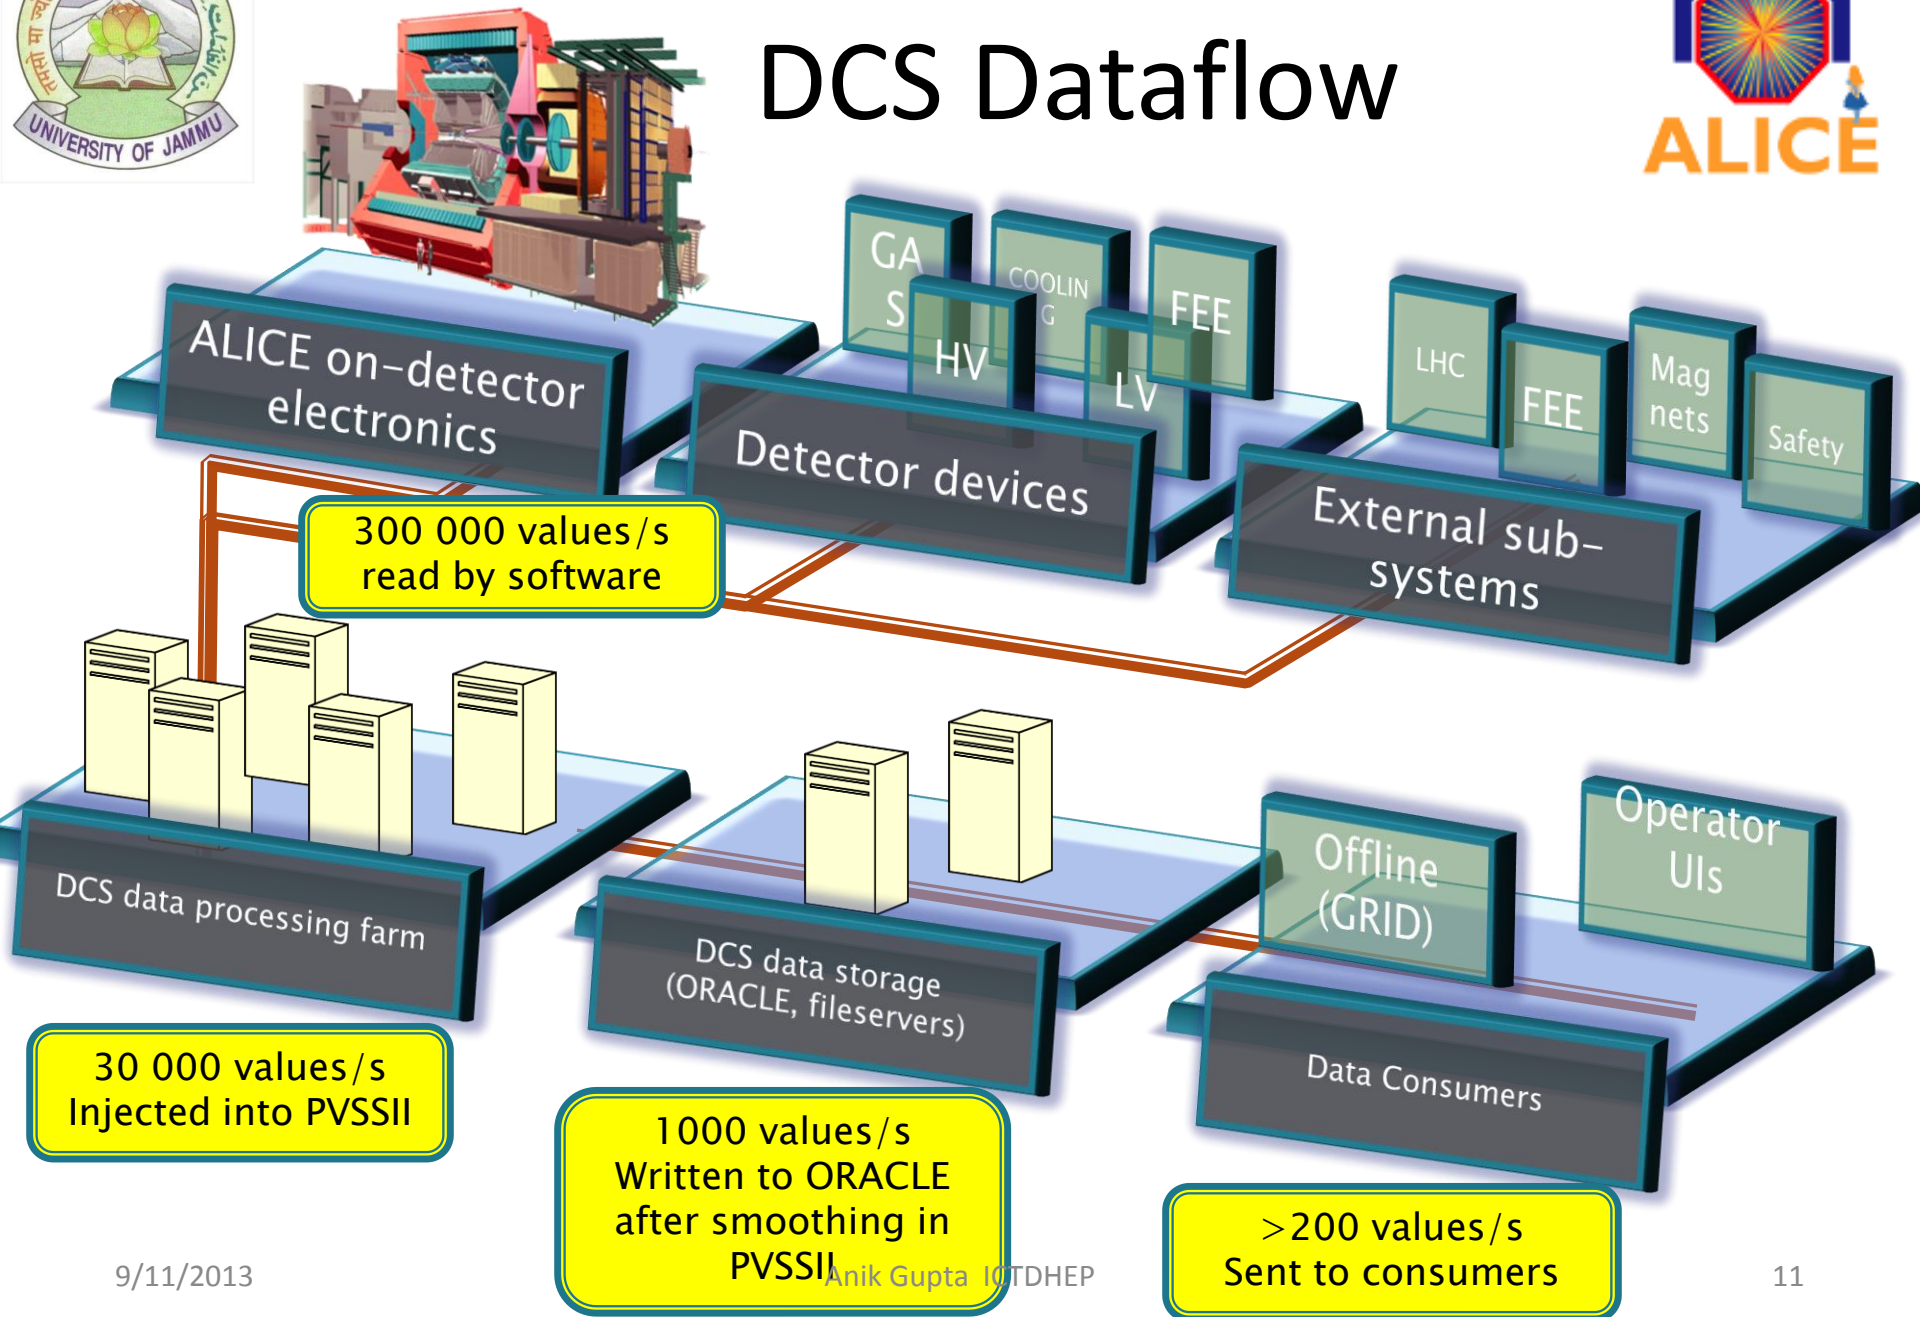 UNIVERSITY OF JAMMU
DCS Dataflow
ALICE
GA
S
COOLIN
G
FEE
HV
LV
LHC
FEE
Mag
nets
Safety
ALICE on-detector
electronics
Detector devices
External sub-
systems
300 000 values/s
read by software
Offline
(GRID)
Operator
UIs
DCS data processing farm
DCS data storage
(ORACLE, fileservers)
Data Consumers
30 000 values/s
Injected into PVSSII
1000 values/s
Written to ORACLE
after smoothing in
PVSSII
>200 values/s
Sent to consumers
9/11/2013
Anik Gupta ICTDHEP
11